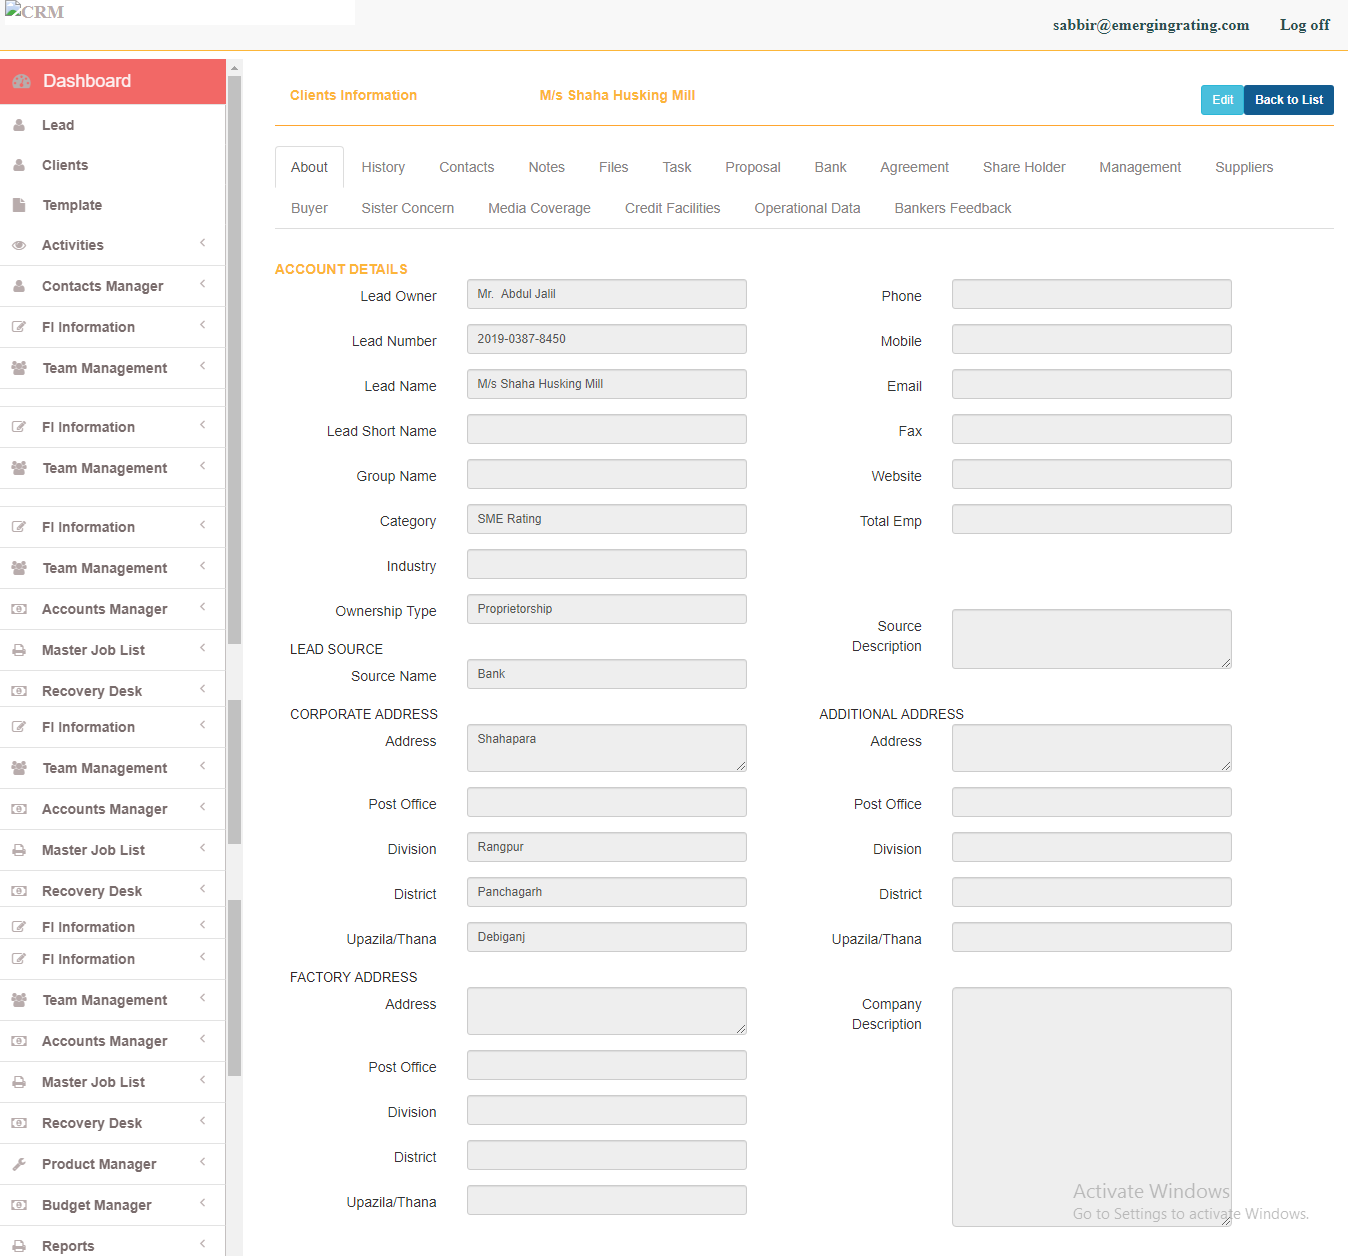 CRM
sabbir@emergingrating.com Log off
Dashboard
Lead
Clients
Template
Activities
Contacts Manager
FI Information
Team Management
FI Information
Team Management
FI Information
Team Management
Accounts Manager
Master Job List
Recovery Desk
FI Information
Team Management
Accounts Manager
Master Job List
Recovery Desk
FI Information
FI Information
Team Management
Accounts Manager
Master Job List
Recovery Desk
Product Manager
Budget Manager
Reports
Clients Information M/s Shaha Husking Mill Edit Back to List
About History Contacts Notes Files Task Proposal Bank Agreement Share Holder Management Suppliers
Buyer Sister Concern Media Coverage Credit Facilities Operational Data Bankers Feedback
ACCOUNT DETAILS
Lead Owner Mr. Abdul Jalil Phone
Lead Number 2019-0387-8450 Mobile
Lead Name M/s Shaha Husking Mill Email
Lead Short Name Fax
Group Name Website
Category SME Rating Total Emp
Industry
Ownership Type Proprietorship
Source
Description
LEAD SOURCE
Source Name Bank
CORPORATE ADDRESS ADDITIONAL ADDRESS
Address Shahapara Address
Post Office Post Office
Division Rangpur Division
District Panchagarh District
Upazila/Thana Debiganj Upazila/Thana
FACTORY ADDRESS
Address Company
Description
Post Office
Division
District
Upazila/Thana
Activate Windows
Go to Settings to activate Windows.